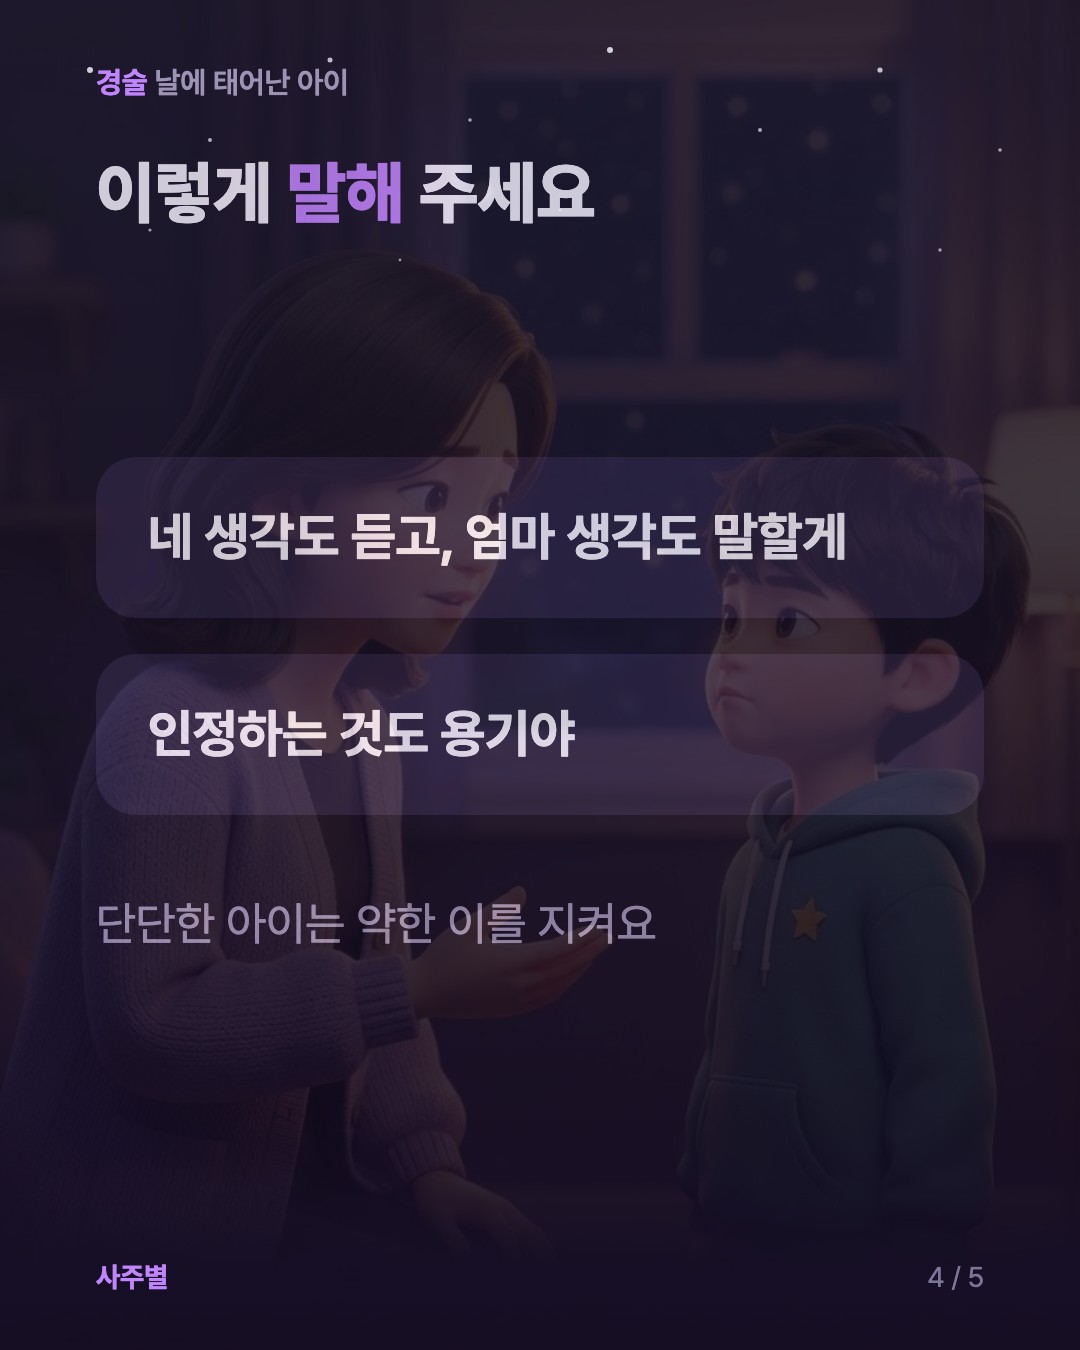 경술 날에 태어난 아이
이렇게 말해 주세요
네 생각도 듣고, 엄마 생각도 말할게
인정하는 것도 용기야
단단한 아이는 약한 이를 지켜요
사주별
4 / 5